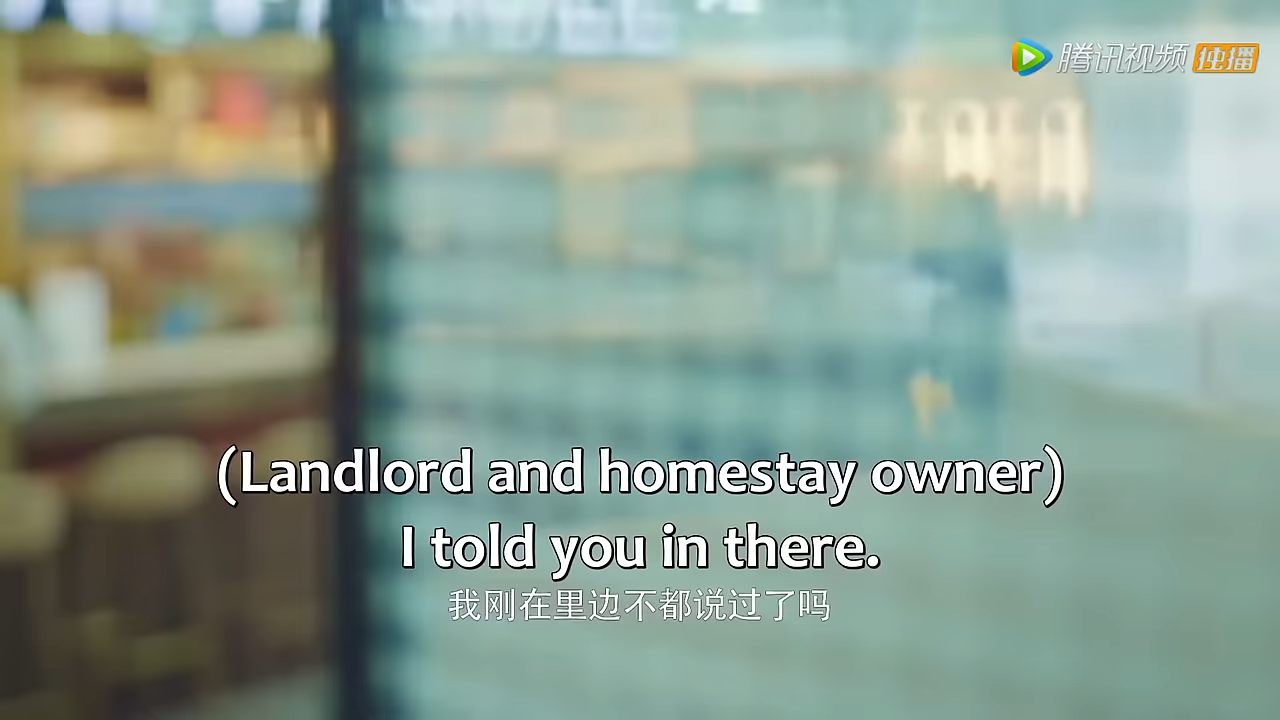 腾讯视频 独播
(Landlord and homestay owner)
I told you in there.
我刚在里边不都说过了吗